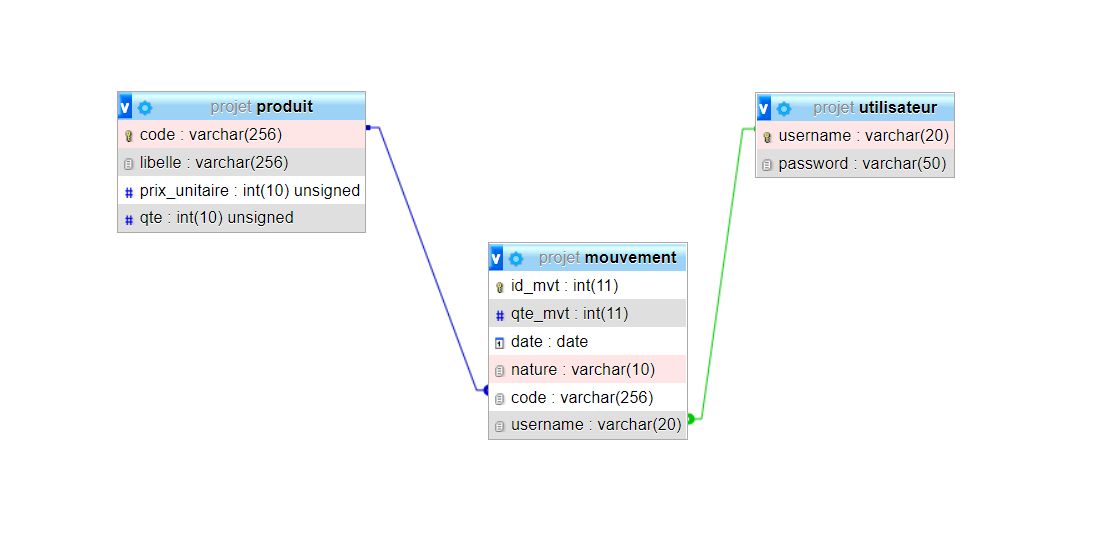 v projet produit
code : varchar(256)
libelle : varchar(256)
# prix_unitaire : int(10) unsigned
# qte : int(10) unsigned
v projet utilisateur
username : varchar(20)
password : varchar(50)
v projet mouvement
id_mvt : int(11)
# qte_mvt : int(11)
date : date
nature : varchar(10)
code : varchar(256)
username : varchar(20)